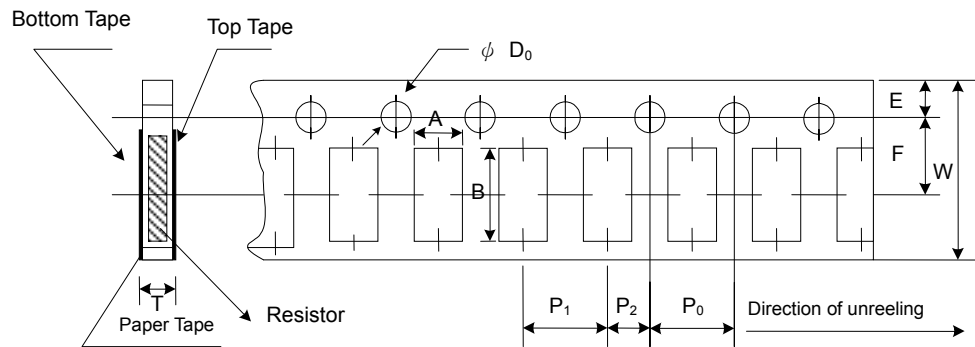 Bottom Tape
Top Tape
ψ D₀
E
A
F
W
B
P₁
P₂
P₀
T
Paper Tape
Resistor
Direction of unreeling